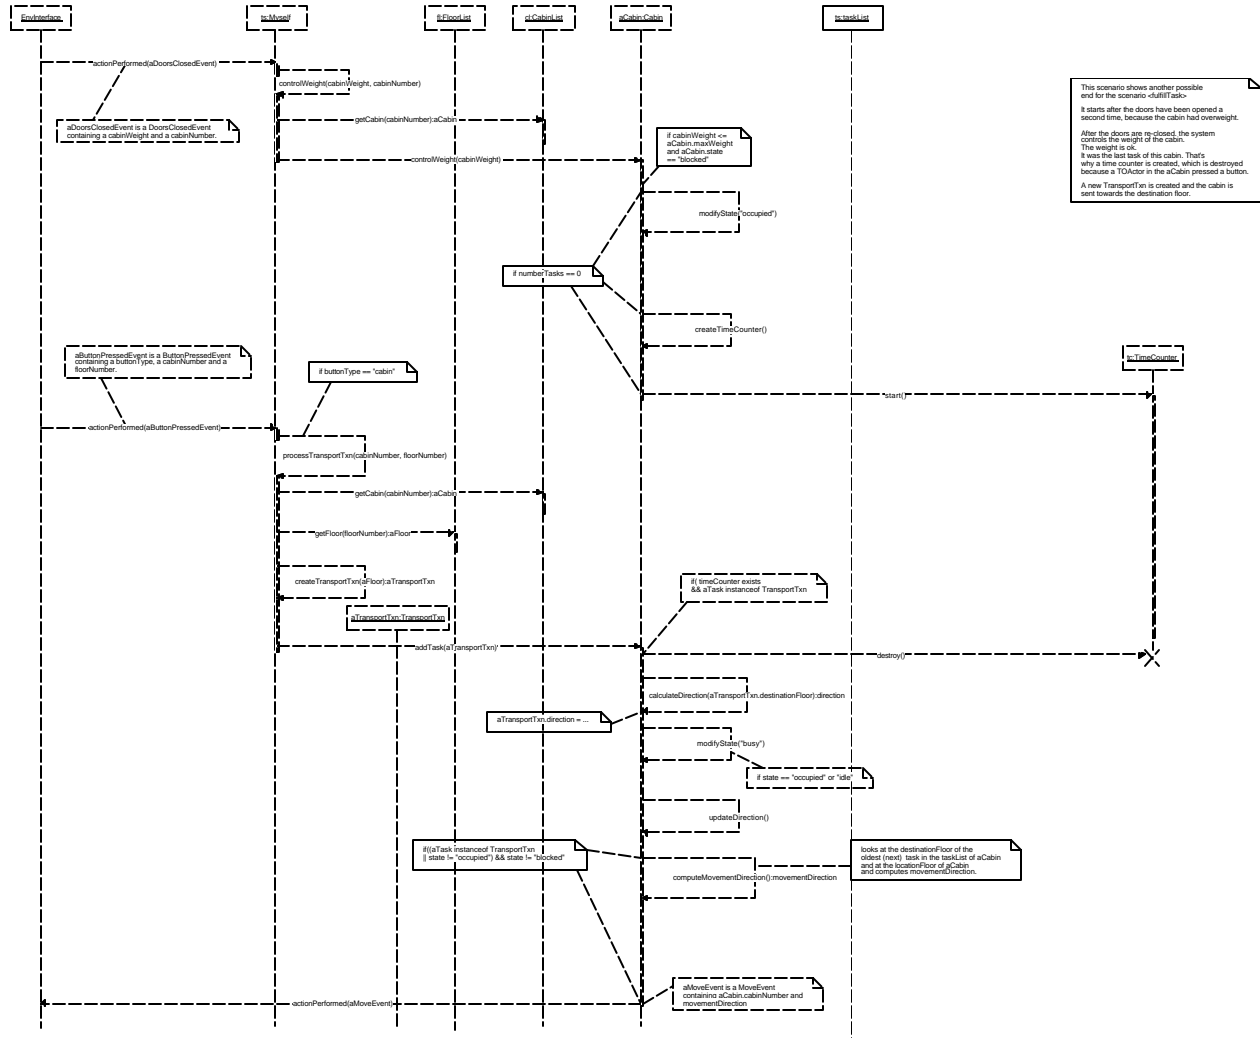 EnvInterface
ts:Myself
fl:FloorList
cl:CabinList
aCabin:Cabin
ts:taskList
actionPerformed(aDoorsClosedEvent)
controlWeight(cabinWeight, cabinNumber)
This scenario shows another possible
end for the scenario <fulfillTask>
It starts after the doors have been opened a
second time, because the cabin had overweight.
After the doors are re-closed, the system
controls the weight of the cabin.
The weight is ok.
It was the last task of this cabin. That's
why a time counter is created, which is destroyed
because a TOActor in the aCabin pressed a button.
A new TransportTxn is created and the cabin is
sent towards the destination floor.
aDoorsClosedEvent is a DoorsClosedEvent
containing a cabinWeight and a cabinNumber.
getCabin(cabinNumber):aCabin
if cabinWeight <=
aCabin.maxWeight
and aCabin.state
== "blocked"
controlWeight(cabinWeight)
modifyState("occupied")
if numberTasks == 0
createTimeCounter()
aButtonPressedEvent is a ButtonPressedEvent
containing a buttonType, a cabinNumber and a
floorNumber.
tc:TimeCounter
if buttonType == "cabin"
start()
actionPerformed(aButtonPressedEvent)
processTransportTxn(cabinNumber, floorNumber)
getCabin(cabinNumber):aCabin
getFloor(floorNumber):aFloor
createTransportTxn(aFloor):aTransportTxn
if( timeCounter exists
&& aTask instanceof TransportTxn
aTransportTxn:TransportTxn
addTask(aTransportTxn)
destroy()
calculateDirection(aTransportTxn.destinationFloor):direction
aTransportTxn.direction = ...
modifyState("busy")
if state == "occupied" or "idle"
updateDirection()
if((aTask instanceof TransportTxn
|| state != "occupied") && state != "blocked"
looks at the destinationFloor of the
oldest (next) task in the taskList of aCabin
and at the locationFloor of aCabin
and computes movementDirection.
computeMovementDirection():movementDirection
aMoveEvent is a MoveEvent
containing aCabin.cabinNumber and
movementDirection
actionPerformed(aMoveEvent)